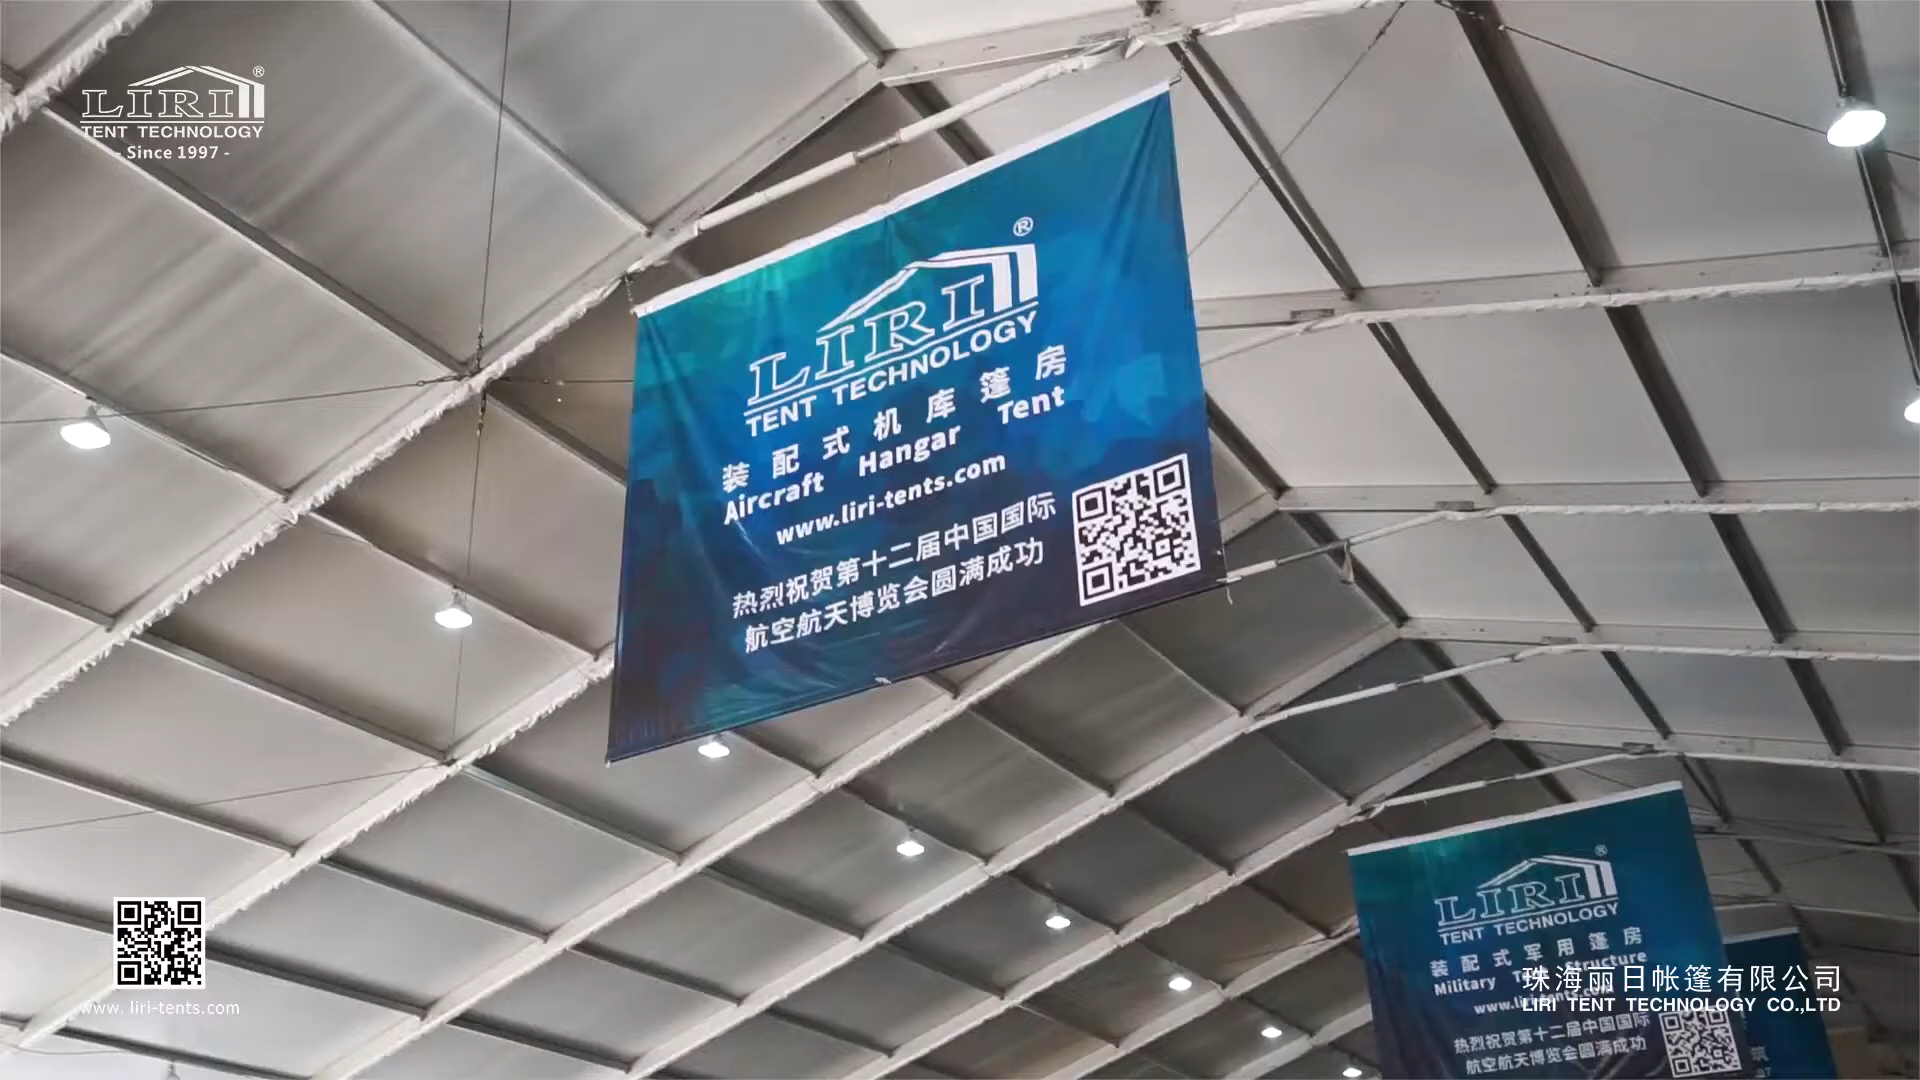 LIRI®
TENT TECHNOLOGY
- Since 1997 -
LIRI®
TENT TECHNOLOGY
装配式机库篷房
Aircraft Hangar Tent
www.liri-tents.com
热烈祝贺第十二届中国国际
航空航天博览会圆满成功
LIRI®
TENT TECHNOLOGY
装配式军用篷房
Military Structure
热烈祝贺第十二届中国国际
航空航天博览会圆满成功
筑
www. liri-tents.com
珠海丽日帐篷有限公司
LIRI TENT TECHNOLOGY CO.,LTD